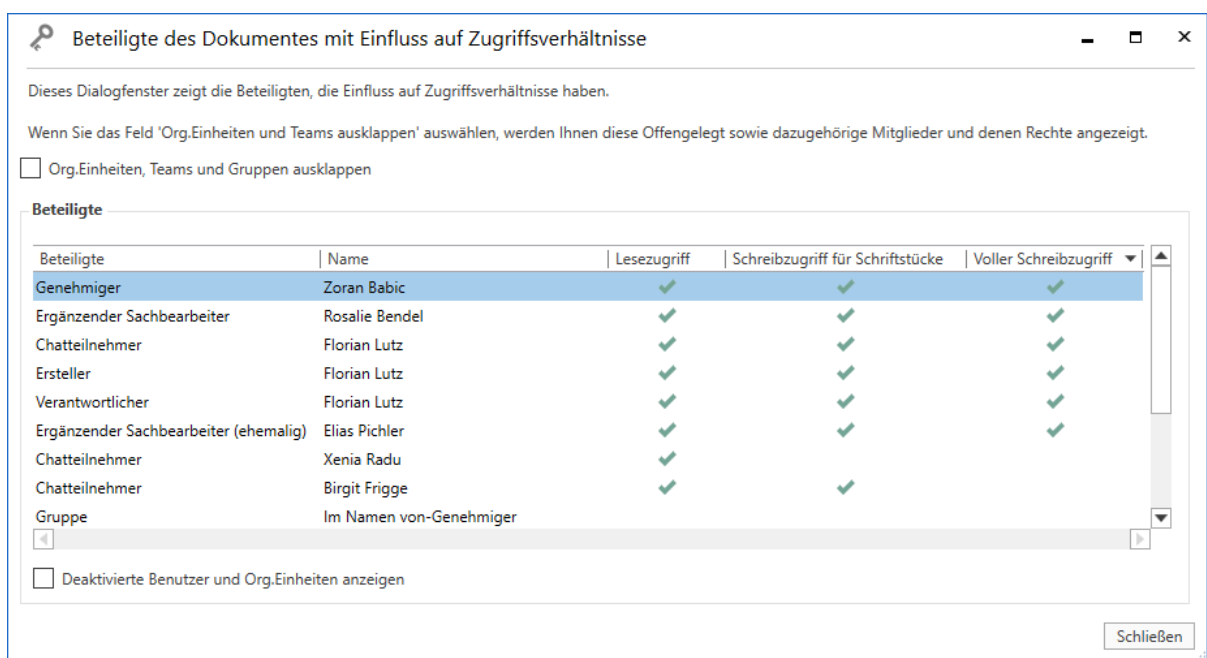 Beteiligte des Dokumentes mit Einfluss auf Zugriffsverhältnisse
Dieses Dialogfenster zeigt die Beteiligten, die Einfluss auf Zugriffsverhältnisse haben.
Wenn Sie das Feld 'Org.Einheiten und Teams ausklappen' auswählen, werden Ihnen diese Offengelegt sowie dazugehörige Mitglieder und denen Rechte angezeigt.
Org.Einheiten, Teams und Gruppen ausklappen
Beteiligte
Beteiligte Name Lesezugriff Schreibzugriff für Schriftstücke Voller Schreibzugriff
Genehmiger Zoran Babic
Ergänzender Sachbearbeiter Rosalie Bendel
Chatteilnehmer Florian Lutz
Ersteller Florian Lutz
Verantwortlicher Florian Lutz
Ergänzender Sachbearbeiter (ehemalig) Elias Pichler
Chatteilnehmer Xenia Radu
Chatteilnehmer Birgit Frigge
Gruppe Im Namen von-Genehmiger
Deaktivierte Benutzer und Org.Einheiten anzeigen
Schließen